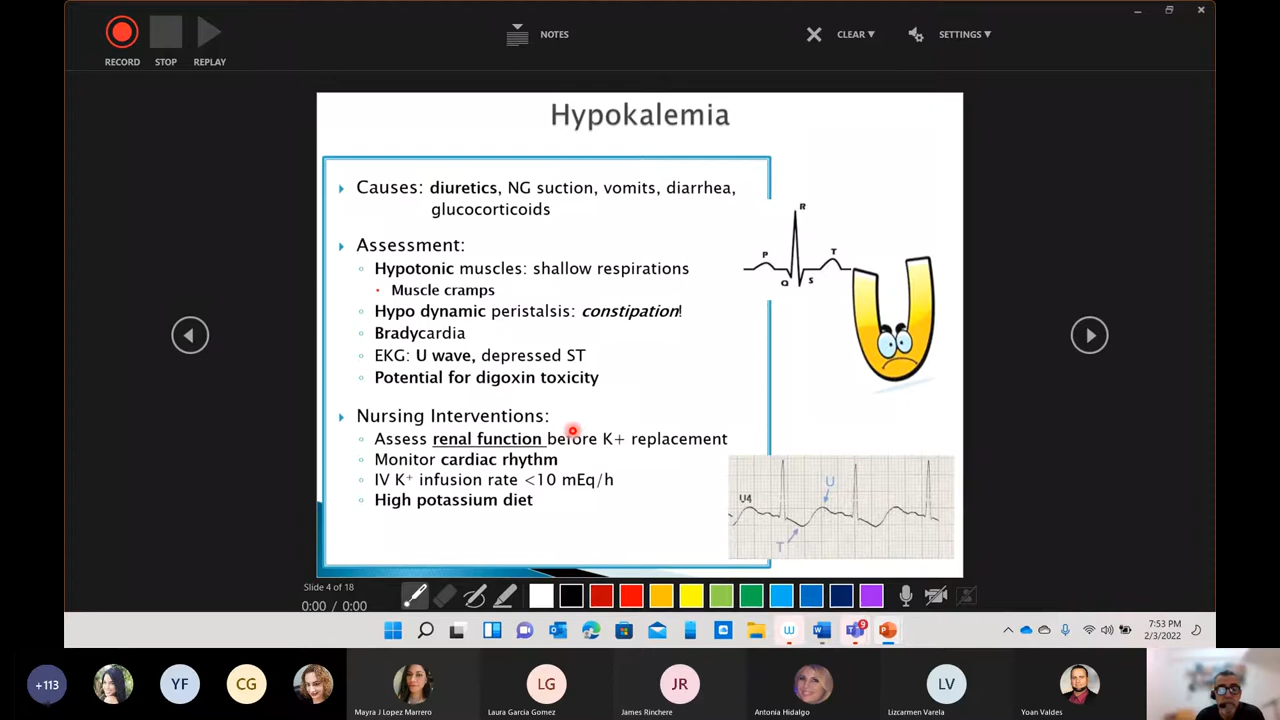 NOTES
CLEAR
SETTINGS
RECORD
STOP
REPLAY
Hypokalemia
Causes: diuretics, NG suction, vomits, diarrhea,
glucocorticoids
Assessment:
Hypotonic muscles: shallow respirations
Muscle cramps
Hypo dynamic peristalsis: constipation!
Bradycardia
EKG: U wave, depressed ST
Potential for digoxin toxicity
Nursing Interventions:
Assess renal function before K+ replacement
Monitor cardiac rhythm
IV K⁺ infusion rate <10 mEq/h
High potassium diet
R
P
T
Q
S
U
U4
U
T
Slide 4 of 18
0:00 / 0:00
9
7:53 PM
2/3/2022
+113
YF
CG
LG
JR
LV
Mayra J Lopez Marrero
Laura Garcia Gomez
James Rinchere
Antonia Hidalgo
Lizcarmen Varela
Yoan Valdes